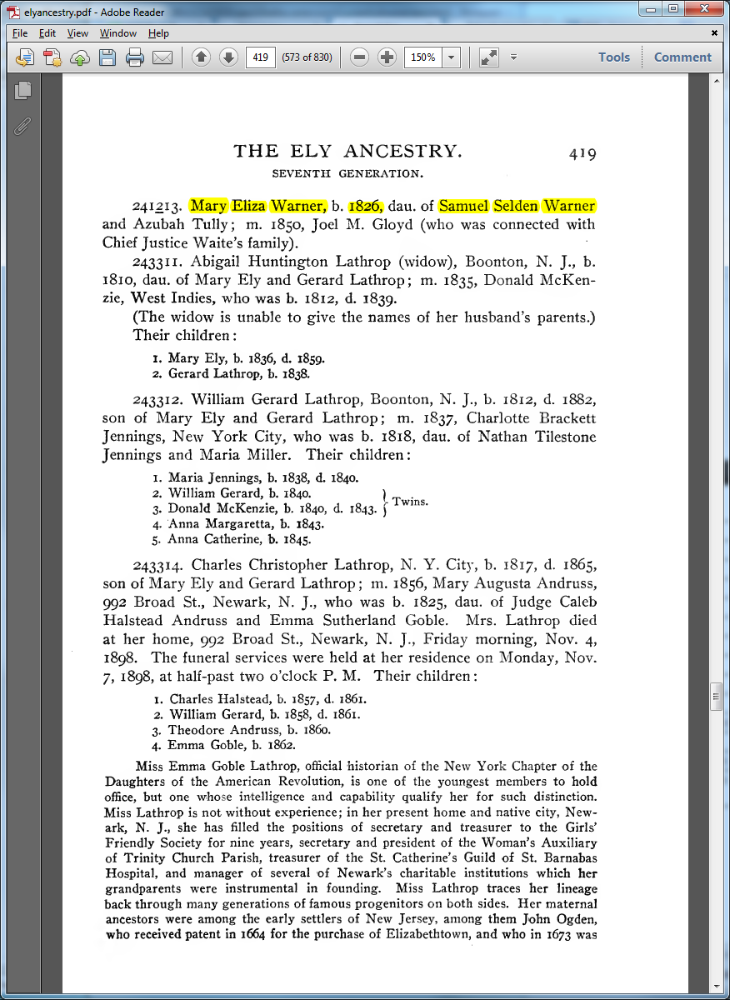 elyancestry.pdf - Adobe Reader
File Edit View Window Help
419 (573 of 830) 150% Tools Comment
THE ELY ANCESTRY. 419
SEVENTH GENERATION.
241213. Mary Eliza Warner, b. 1826, dau. of Samuel Selden Warner
and Azubah Tully; m. 1850, Joel M. Gloyd (who was connected with
Chief Justice Waite's family).
243311. Abigail Huntington Lathrop (widow), Boonton, N. J., b.
1810, dau. of Mary Ely and Gerard Lathrop; m. 1835, Donald McKen-
zie, West Indies, who was b. 1812, d. 1839.
(The widow is unable to give the names of her husband's parents.)
Their children:
1. Mary Ely, b. 1836, d. 1859.
2. Gerard Lathrop, b. 1838.
243312. William Gerard Lathrop, Boonton, N. J., b. 1812, d. 1882,
son of Mary Ely and Gerard Lathrop; m. 1837, Charlotte Brackett
Jennings, New York City, who was b. 1818, dau. of Nathan Tilestone
Jennings and Maria Miller. Their children:
1. Maria Jennings, b. 1838, d. 1840.
2. William Gerard, b. 1840.
3. Donald McKenzie, b. 1840, d. 1843. } Twins.
4. Anna Margaretta, b. 1843.
5. Anna Catherine, b. 1845.
243314. Charles Christopher Lathrop, N. Y. City, b. 1817, d. 1865,
son of Mary Ely and Gerard Lathrop; m. 1856, Mary Augusta Andruss,
992 Broad St., Newark, N. J., who was b. 1825, dau. of Judge Caleb
Halstead Andruss and Emma Sutherland Goble. Mrs. Lathrop died
at her home, 992 Broad St., Newark, N. J., Friday morning, Nov. 4,
1898. The funeral services were held at her residence on Monday, Nov.
7, 1898, at half-past two o'clock P. M. Their children:
1. Charles Halstead, b. 1857, d. 1861.
2. William Gerard, b. 1858, d. 1861.
3. Theodore Andruss, b. 1860.
4. Emma Goble, b. 1862.
Miss Emma Goble Lathrop, official historian of the New York Chapter of the
Daughters of the American Revolution, is one of the youngest members to hold
office, but one whose intelligence and capability qualify her for such distinction.
Miss Lathrop is not without experience; in her present home and native city, New-
ark, N. J., she has filled the positions of secretary and treasurer to the Girls'
Friendly Society for nine years, secretary and president of the Woman's Auxiliary
of Trinity Church Parish, treasurer of the St. Catherine's Guild of St. Barnabas
Hospital, and manager of several of Newark's charitable institutions which her
grandparents were instrumental in founding. Miss Lathrop traces her lineage
back through many generations of famous progenitors on both sides. Her maternal
ancestors were among the early settlers of New Jersey, among them John Ogden,
who received patent in 1664 for the purchase of Elizabethtown, and who in 1673 was